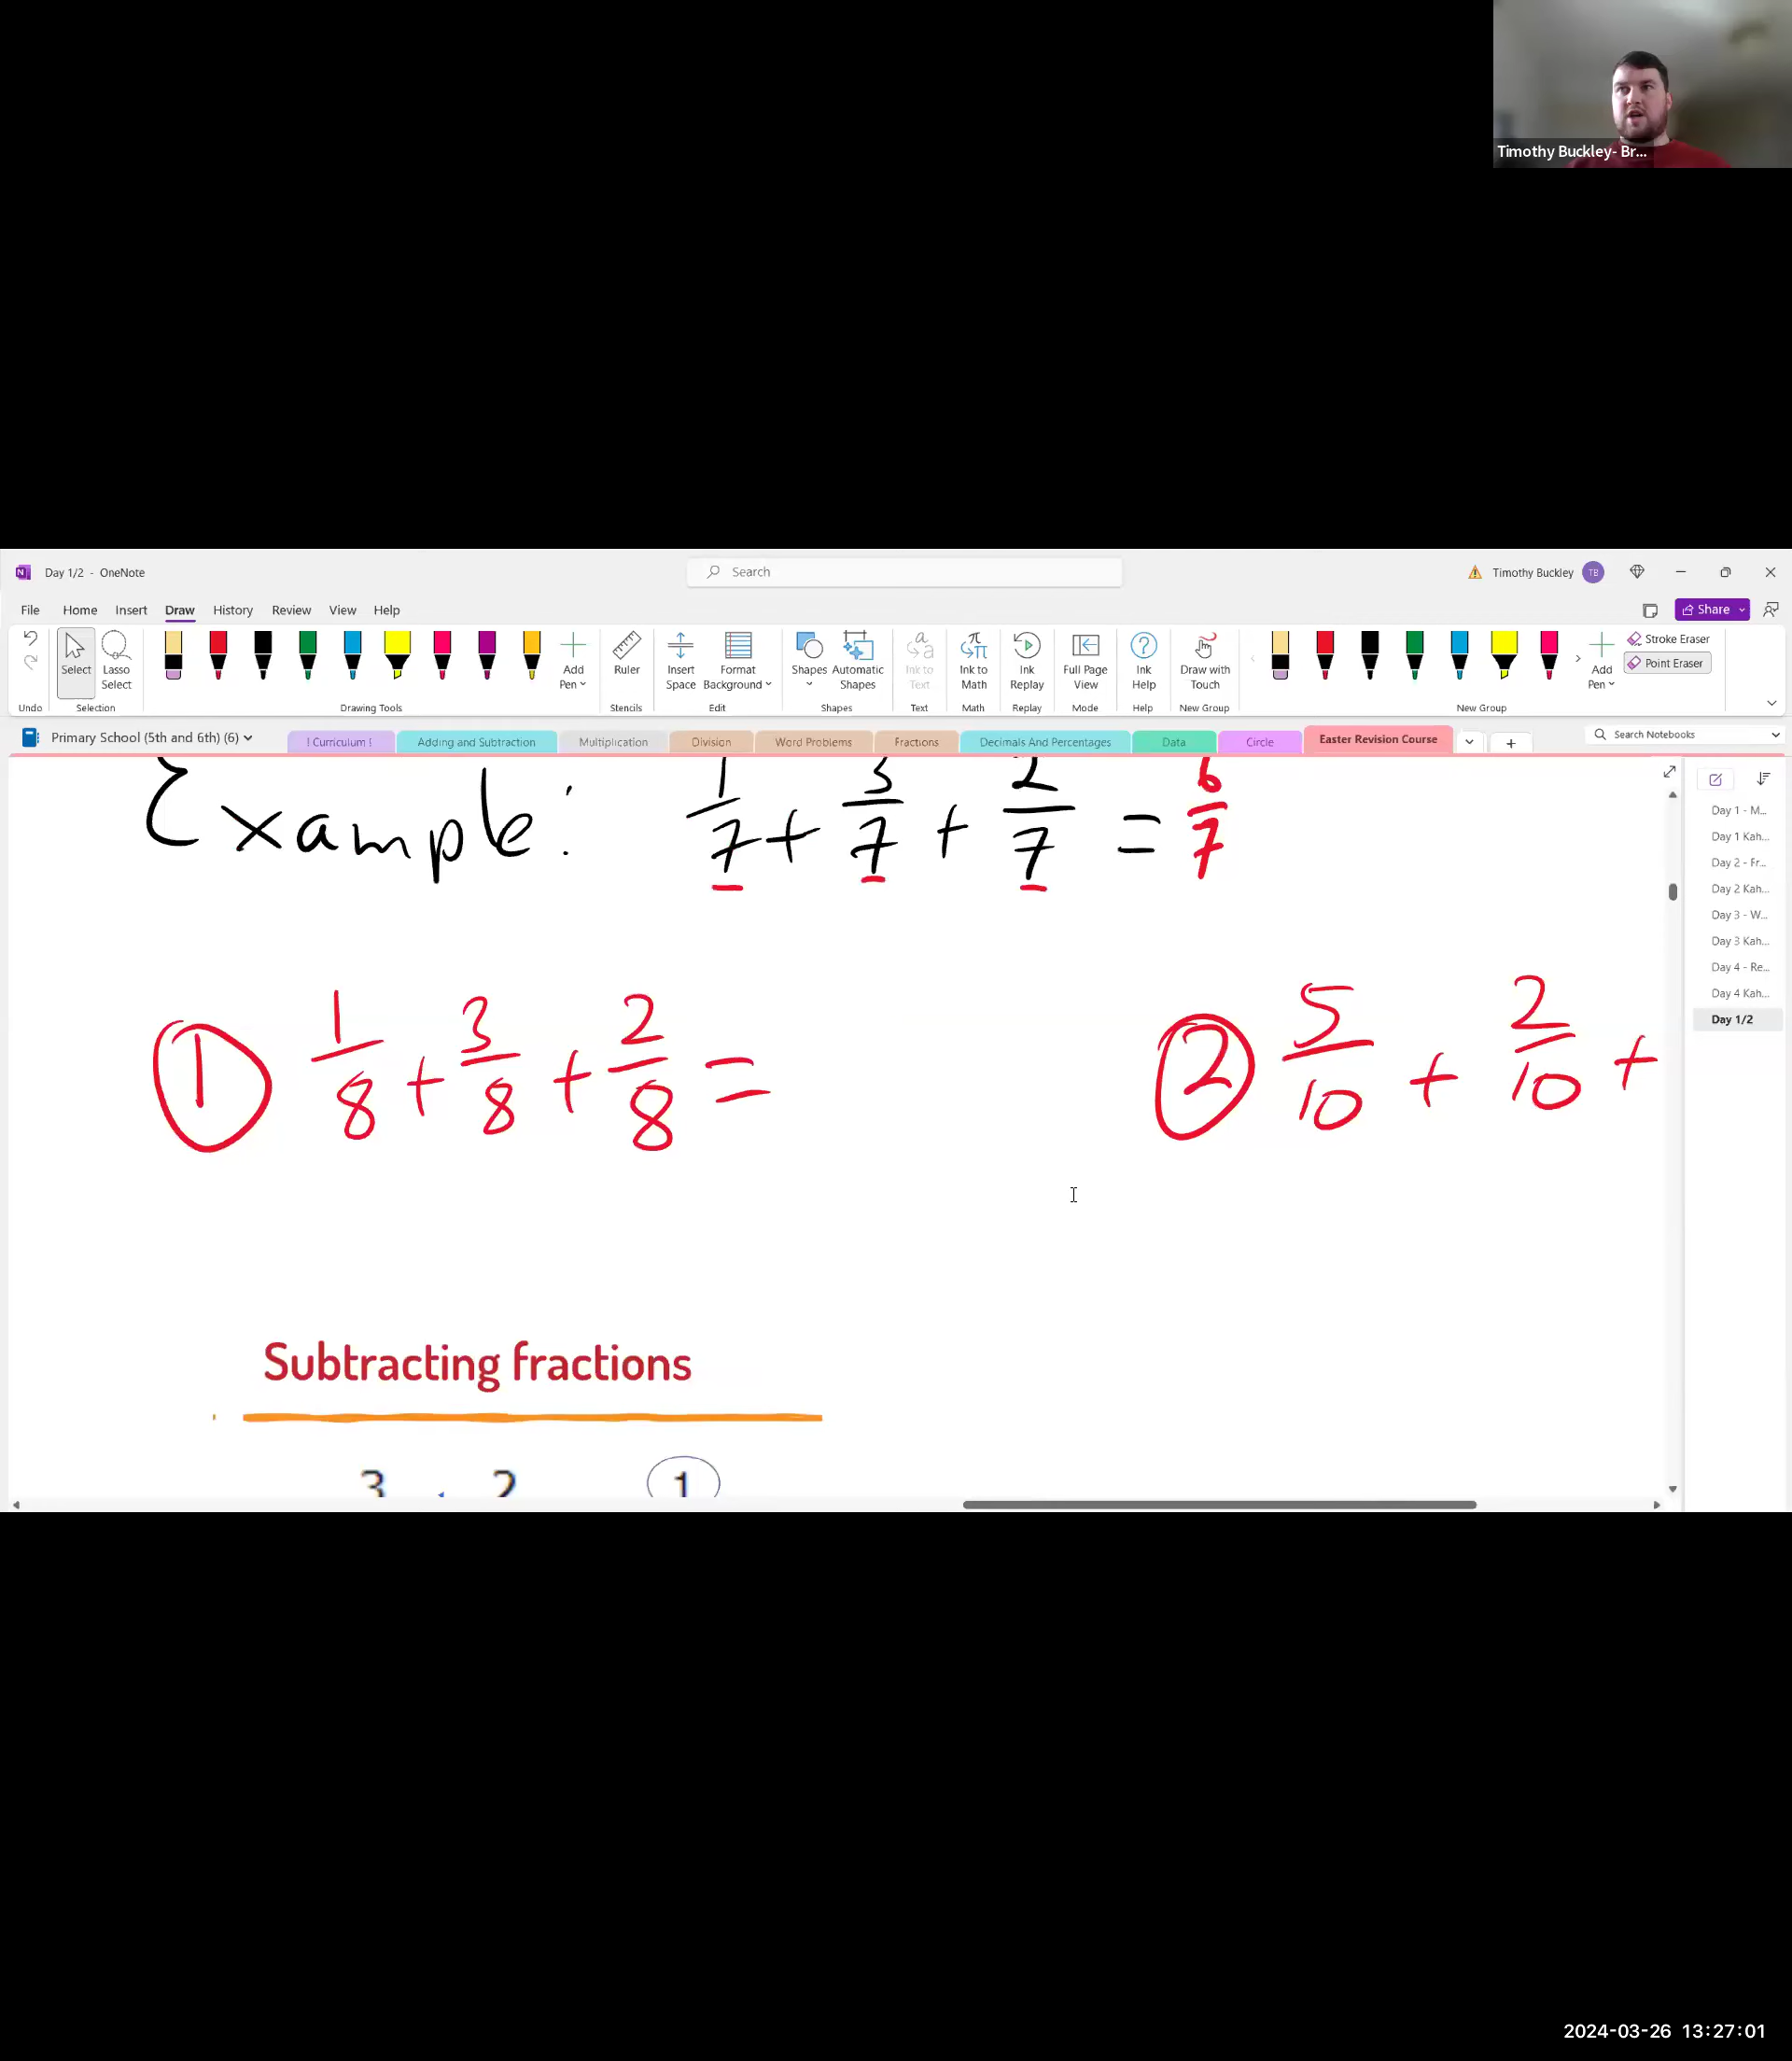 Timothy Buckley- Br...
Day 1/2 - OneNote
Search
Timothy Buckley TB
File Home Insert Draw History Review View Help
Share
Undo
Select
Lasso Select
Selection
Drawing Tools
Add Pen
Ruler
Stencils
Insert Space
Format Background
Edit
Shapes
Automatic Shapes
Shapes
Ink to Text
Text
Ink to Math
Math
Ink Replay
Replay
Full Page View
Mode
Ink Help
Help
Draw with Touch
New Group
Add Pen
Stroke Eraser
Point Eraser
New Group
Primary School (5th and 6th) (6)
! Curriculum ! Adding and Subtraction Multiplication Division Word Problems Fractions Decimals And Percentages Data Circle Easter Revision Course
Search Notebooks
Day 1 - M...
Day 1 Kah...
Day 2 - Fr...
Day 2 Kah...
Day 3 - W...
Day 3 Kah...
Day 4 - Re...
Day 4 Kah...
Day 1/2
Example: 1/7 + 3/7 + 2/7 = 6/7
1 1/8 + 3/8 + 2/8 =
2 5/10 + 2/10 +
Subtracting fractions
3 2 1
2024-03-26 13:27:01